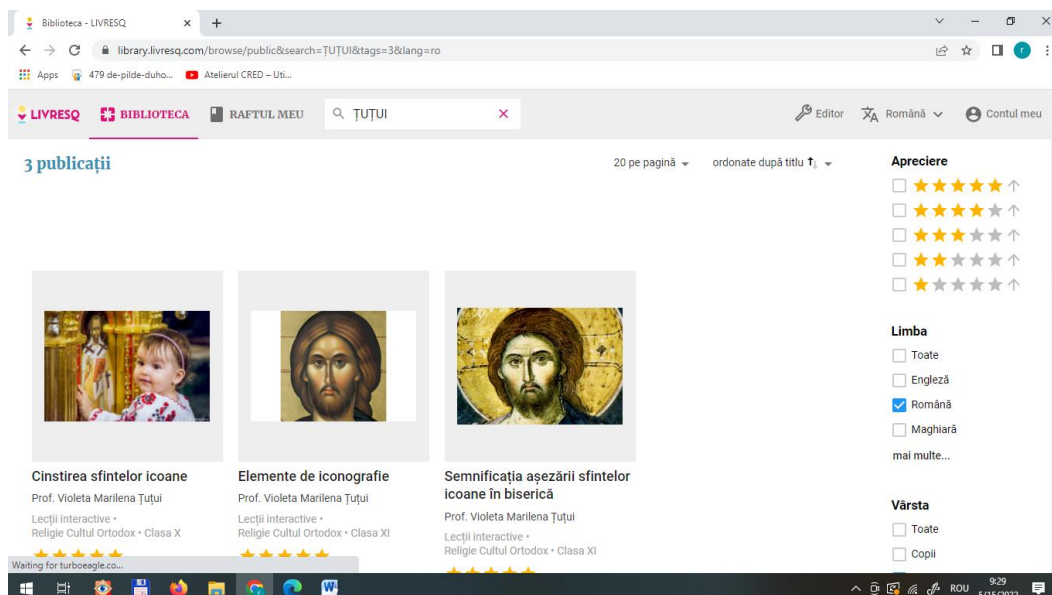 Biblioteca - LIVRESQ
library.livresq.com/browse/public&search=ȚUȚUI&tags=3&lang=ro
Apps 479 de-pilde-duho... Atelierul CRED – Uti...
LIVRESQ BIBLIOTECA RAFTUL MEU ȚUȚUI Editor Română Contul meu
3 publicații 20 pe pagină ordonate după titlu
Apreciere
Limba
Toate
Engleză
Română
Maghiară
mai multe...
Vârsta
Toate
Copii
Cinstirea sfintelor icoane
Prof. Violeta Marilena Țuțui
Lecții interactive •
Religie Cultul Ortodox • Clasa X
Elemente de iconografie
Prof. Violeta Marilena Țuțui
Lecții interactive •
Religie Cultul Ortodox • Clasa XI
Semnificația așezării sfintelor
icoane în biserică
Prof. Violeta Marilena Țuțui
Lecții interactive •
Religie Cultul Ortodox • Clasa XI
Waiting for turboeagle.co...
ROU 9:29
5/15/2022